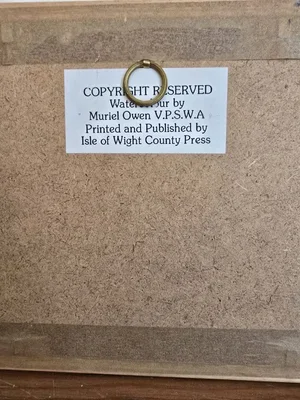 COPYRIGHT RESERVED
Watercolour by
Muriel Owen V.P.S.W.A
Printed and Published by
Isle of Wight County Press